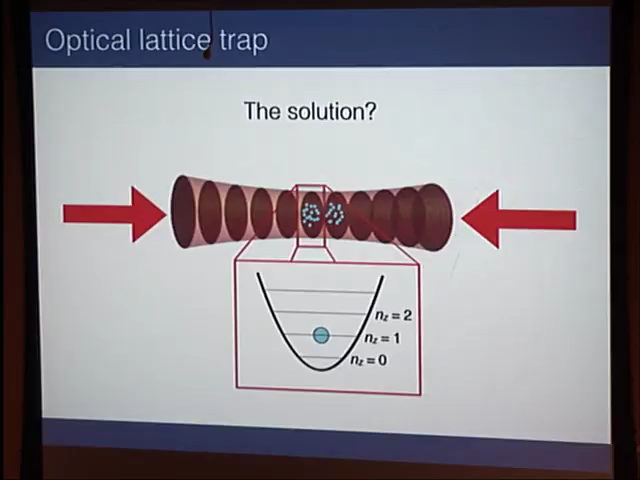 Optical lattice trap
The solution?
nz = 2
nz = 1
nz = 0